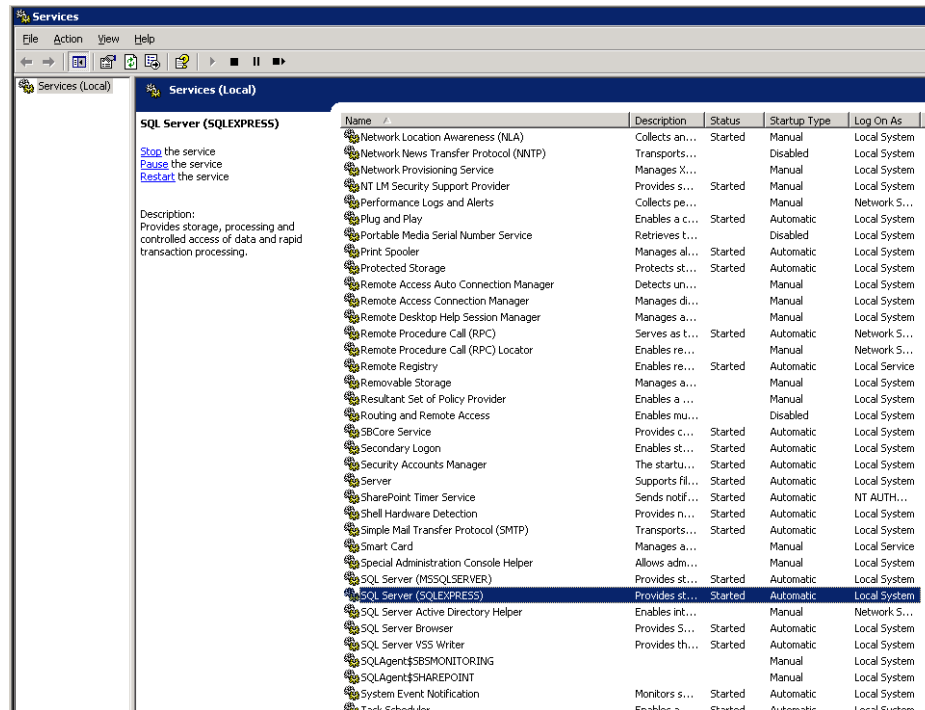 Services
File Action View Help
Services (Local)
Services (Local)
SQL Server (SQLEXPRESS)
Stop the service
Pause the service
Restart the service
Description:
Provides storage, processing and
controlled access of data and rapid
transaction processing.
Name Description Status Startup Type Log On As
Network Location Awareness (NLA) Collects an... Started Manual Local System
Network News Transfer Protocol (NNTP) Transports... Disabled Local System
Network Provisioning Service Manages X... Manual Local System
NT LM Security Support Provider Provides s... Started Manual Local System
Performance Logs and Alerts Collects pe... Manual Network S...
Plug and Play Enables a c... Started Automatic Local System
Portable Media Serial Number Service Retrieves t... Disabled Local System
Print Spooler Manages al... Started Automatic Local System
Protected Storage Protects st... Started Automatic Local System
Remote Access Auto Connection Manager Detects un... Manual Local System
Remote Access Connection Manager Manages di... Manual Local System
Remote Desktop Help Session Manager Manages a... Manual Local System
Remote Procedure Call (RPC) Serves as t... Started Automatic Network S...
Remote Procedure Call (RPC) Locator Enables re... Manual Network S...
Remote Registry Enables re... Started Automatic Local Service
Removable Storage Manages a... Manual Local System
Resultant Set of Policy Provider Enables a ... Manual Local System
Routing and Remote Access Enables mu... Disabled Local System
SBCore Service Provides c... Started Automatic Local System
Secondary Logon Enables st... Started Automatic Local System
Security Accounts Manager The startu... Started Automatic Local System
Server Supports fil... Started Automatic Local System
SharePoint Timer Service Sends notif... Started Automatic NT AUTH...
Shell Hardware Detection Provides n... Started Automatic Local System
Simple Mail Transfer Protocol (SMTP) Transports... Started Automatic Local System
Smart Card Manages a... Manual Local Service
Special Administration Console Helper Allows adm... Manual Local System
SQL Server (MSSQLSERVER) Provides st... Started Automatic Local System
SQL Server (SQLEXPRESS) Provides st... Started Automatic Local System
SQL Server Active Directory Helper Enables int... Manual Network S...
SQL Server Browser Provides S... Started Automatic Local System
SQL Server VSS Writer Provides th... Started Automatic Local System
SQLAgent$SBSMONITORING Manual Local System
SQLAgent$SHAREPOINT Manual Local System
System Event Notification Monitors s... Started Automatic Local System
Task Scheduler Enables a ... Started Automatic Local System